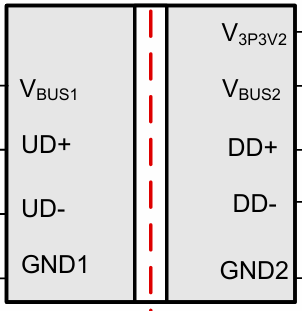 V3P3V2
VBUS1
VBUS2
UD+
DD+
UD-
DD-
GND1
GND2